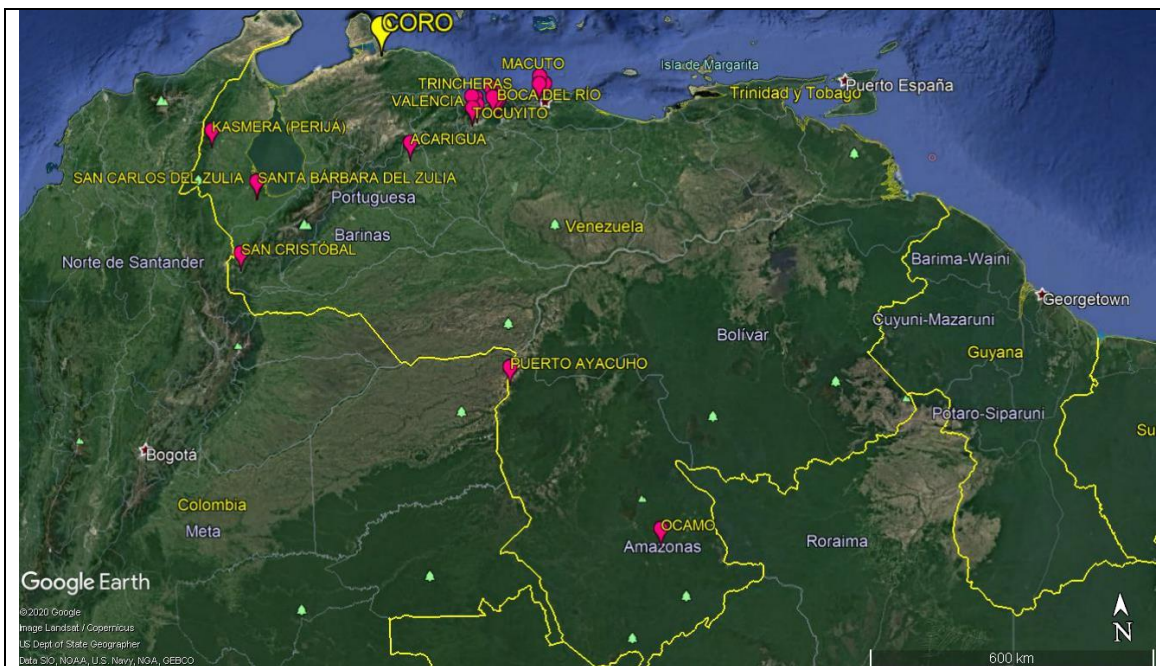 CORO
MACUTO
Isla de Margarita
TRINCHERAS
BOCA DEL RÍO
Puerto España
Trinidad y Tobago
VALENCIA
TOCUYITO
KASMERA (PERIJÁ)
ACARIGUA
SAN CARLOS DEL ZULIA
SANTA BÁRBARA DEL ZULIA
Portuguesa
Barinas
Venezuela
SAN CRISTÓBAL
Norte de Santander
Barima-Waini
Georgetown
Cuyuni-Mazaruni
Bolívar
Guyana
PUERTO AYACUHO
Potaro-Siparuni
Su
Bogotá
Colombia
Meta
OCAMO
Amazonas
Roraima
Google Earth
©2020 Google
Image Landsat / Copernicus
US Dept of State Geographer
Data SIO, NOAA, U.S. Navy, NGA, GEBCO
N
600 km